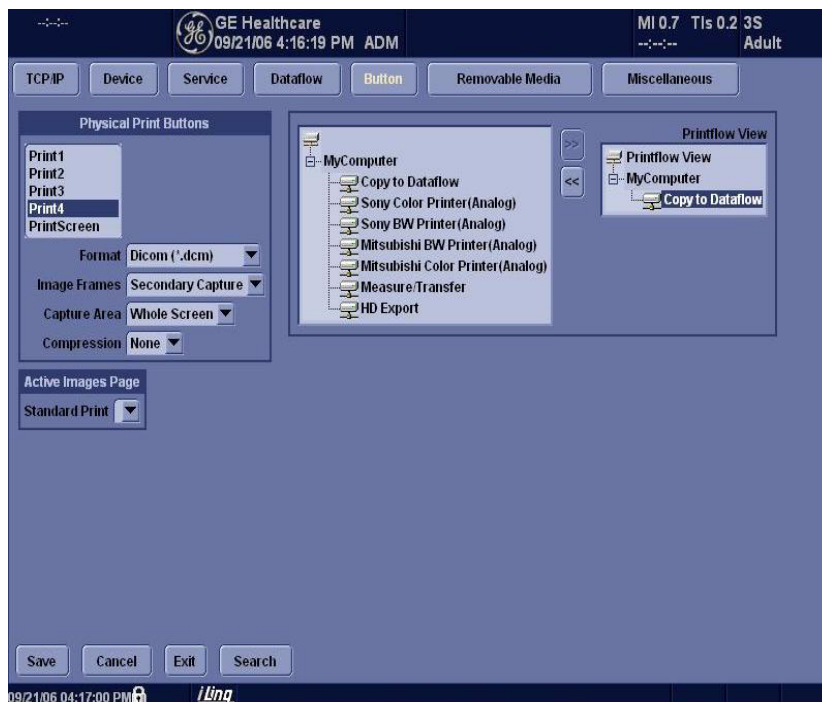 --:--:--
GE Healthcare
09/21/06 4:16:19 PM ADM
MI 0.7 TIs 0.2 3S
--:--:-- Adult
TCP/IP Device Service Dataflow Button Removable Media Miscellaneous
Physical Print Buttons
Print1
Print2
Print3
Print4
PrintScreen
Format Dicom (*.dcm)
Image Frames Secondary Capture
Capture Area Whole Screen
Compression None
MyComputer
Copy to Dataflow
Sony Color Printer(Analog)
Sony BW Printer(Analog)
Mitsubishi BW Printer(Analog)
Mitsubishi Color Printer(Analog)
Measure/Transfer
HD Export
>>
<<
Printflow View
Printflow View
MyComputer
Copy to Dataflow
Active Images Page
Standard Print
Save Cancel Exit Search
09/21/06 04:17:00 PM iLinq